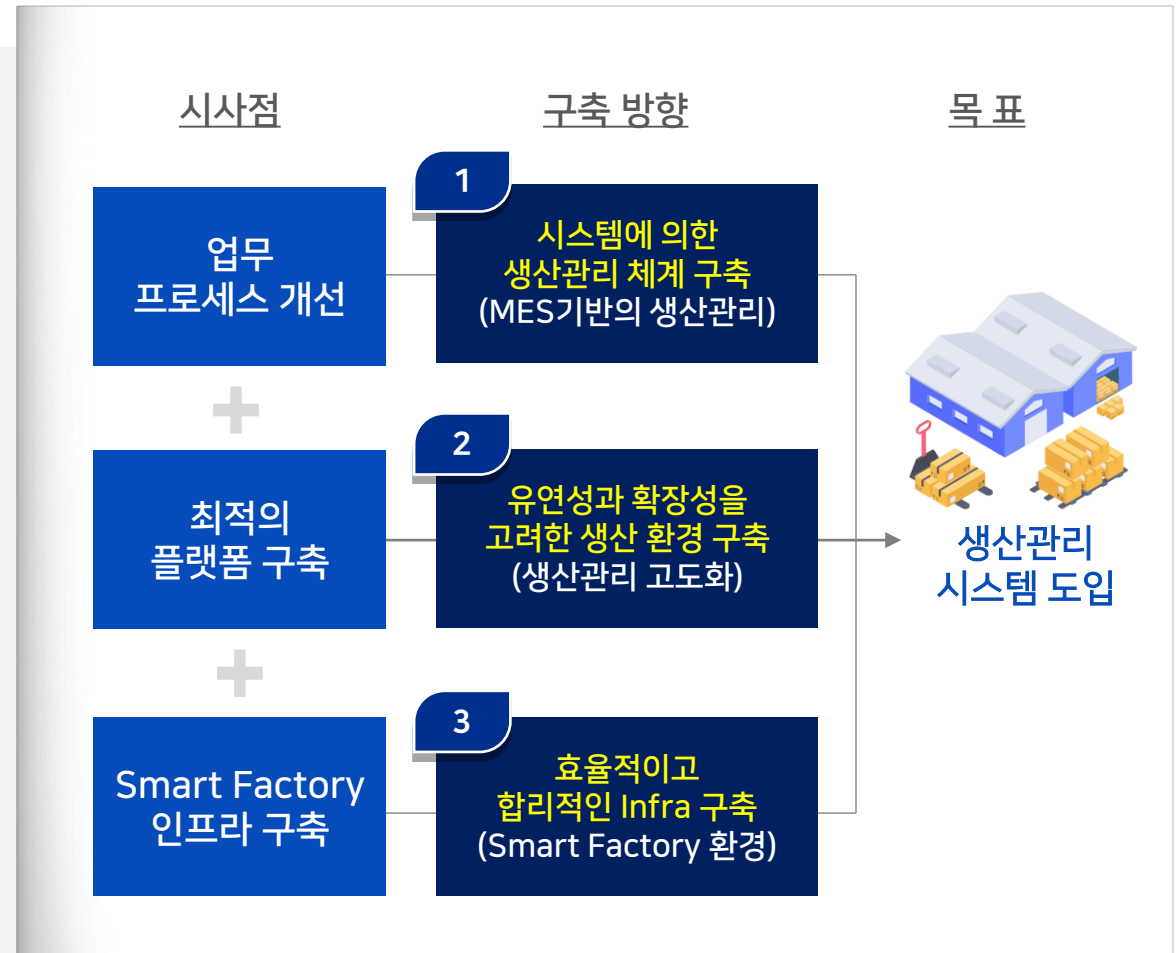 시사점
구축 방향
목 표
업무
프로세스 개선
1
시스템에 의한
생산관리 체계 구축
(MES기반의 생산관리)
최적의
플랫폼 구축
2
유연성과 확장성을
고려한 생산 환경 구축
(생산관리 고도화)
Smart Factory
인프라 구축
3
효율적이고
합리적인 Infra 구축
(Smart Factory 환경)
생산관리
시스템 도입